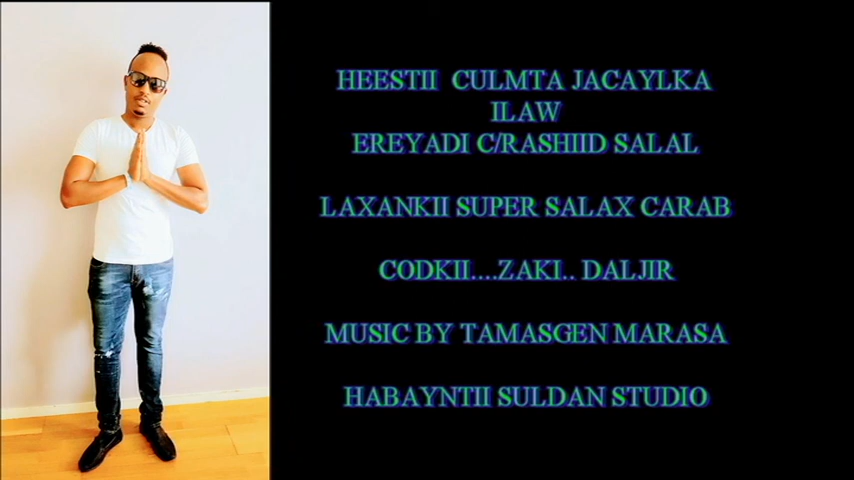 HEESTII CULMTA JACAYLKA
ILAW
EREYADI C/RASHIID SALAL
LAXANKII SUPER SALAX CARAB
CODKII....ZAKI.. DALJIR
MUSIC BY TAMASGEN MARASA
HABAYNTII SULDAN STUDIO